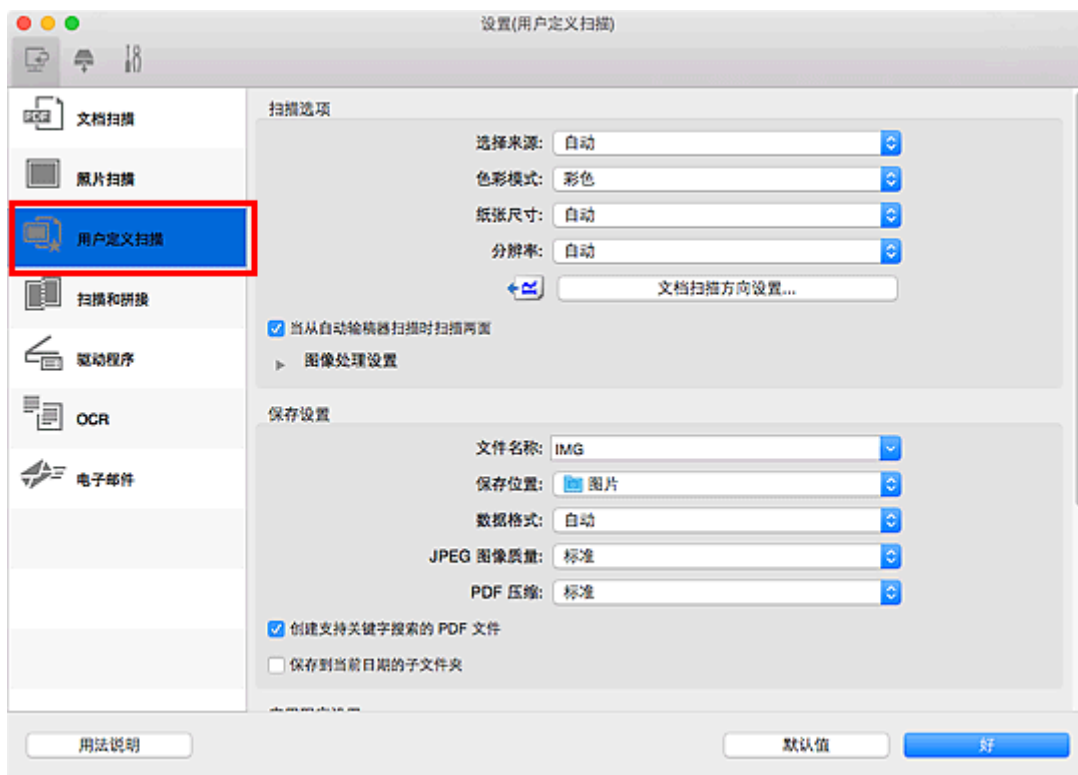 设置(用户定义扫描)
PDF
文档扫描
照片扫描
用户定义扫描
扫描和拼接
驱动程序
OCR
电子邮件
扫描选项
选择来源: 自动
色彩模式: 彩色
纸张尺寸: 自动
分辨率: 自动
文档扫描方向设置...
当从自动输稿器扫描时扫描两面
图像处理设置
保存设置
文件名称: IMG
保存位置: 图片
数据格式: 自动
JPEG 图像质量: 标准
PDF 压缩: 标准
创建支持关键字搜索的 PDF 文件
保存到当前日期的子文件夹
用法说明
默认值
好